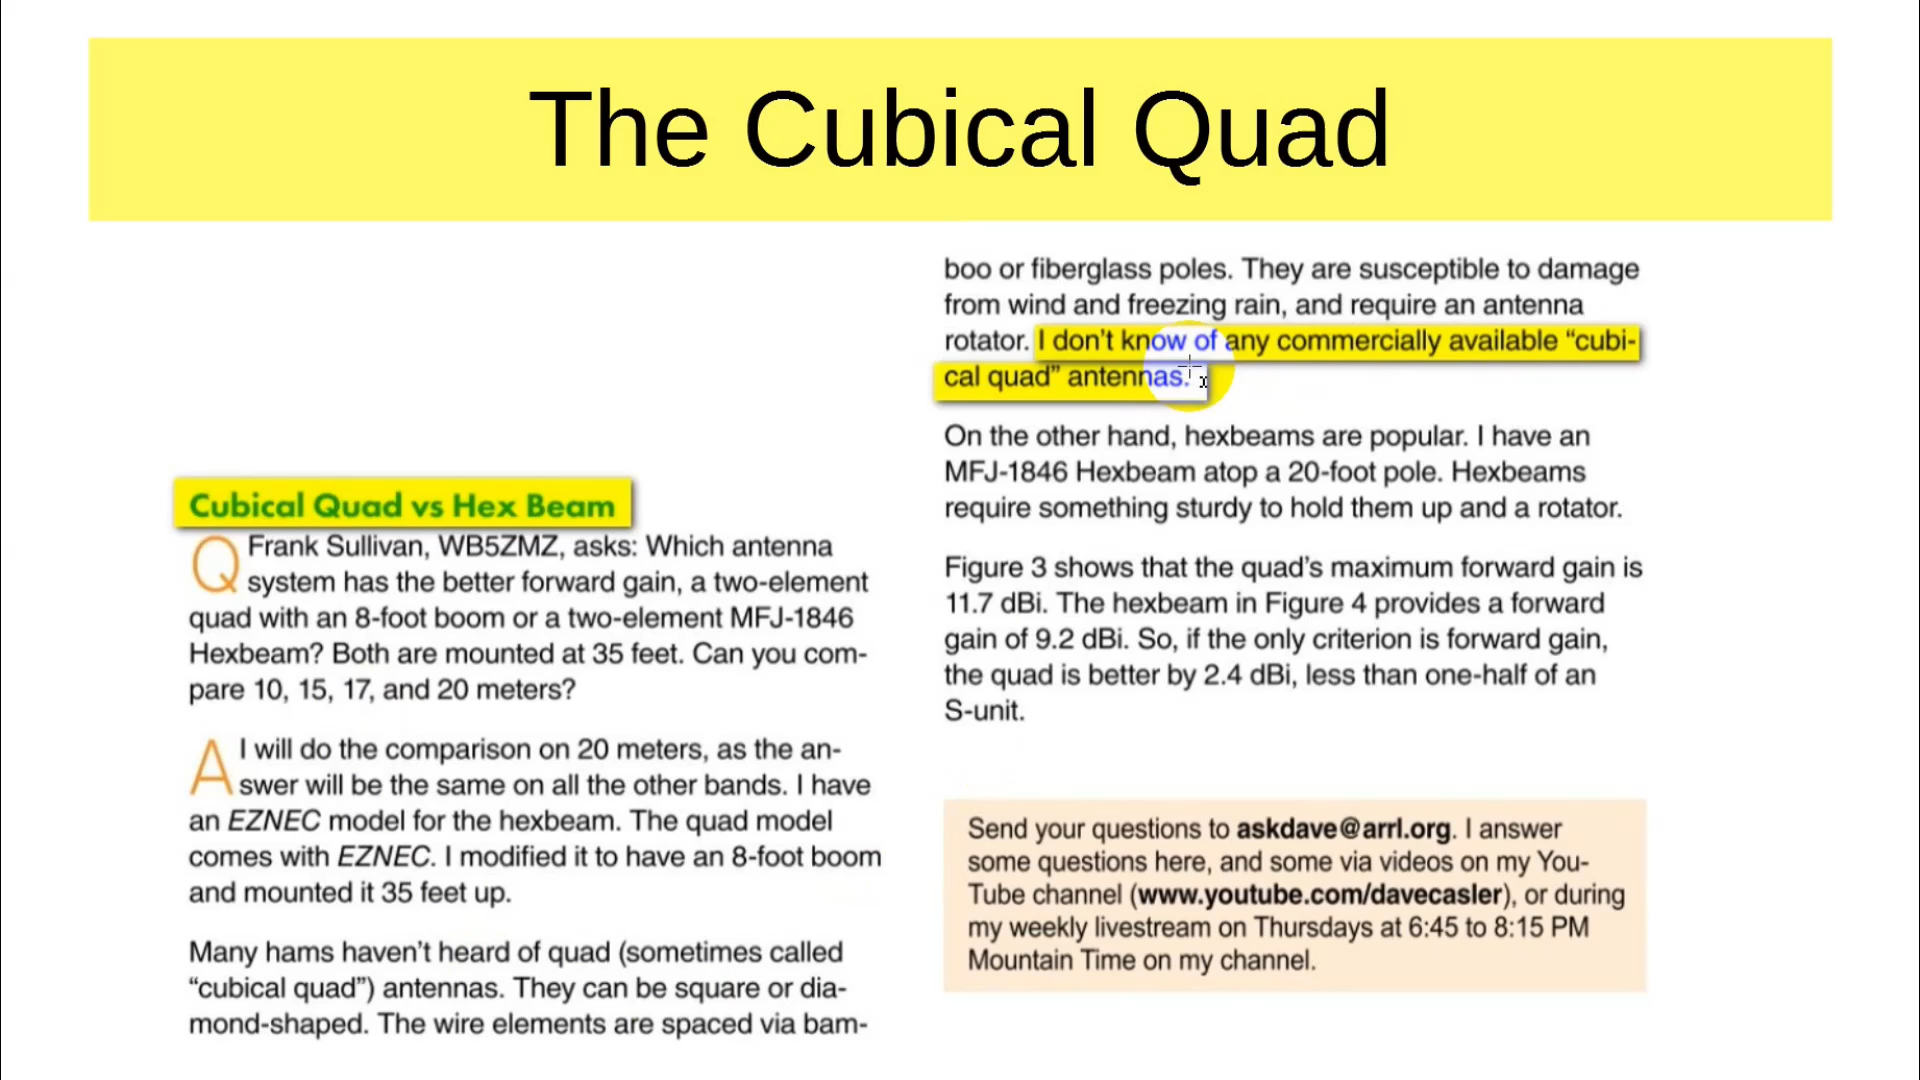 The Cubical Quad
Cubical Quad vs Hex Beam
Q Frank Sullivan, WB5ZMZ, asks: Which antenna
system has the better forward gain, a two-element
quad with an 8-foot boom or a two-element MFJ-1846
Hexbeam? Both are mounted at 35 feet. Can you com-
pare 10, 15, 17, and 20 meters?
A I will do the comparison on 20 meters, as the an-
swer will be the same on all the other bands. I have
an EZNEC model for the hexbeam. The quad model
comes with EZNEC. I modified it to have an 8-foot boom
and mounted it 35 feet up.
Many hams haven't heard of quad (sometimes called
“cubical quad”) antennas. They can be square or dia-
mond-shaped. The wire elements are spaced via bam-
boo or fiberglass poles. They are susceptible to damage
from wind and freezing rain, and require an antenna
rotator. I don't know of any commercially available “cubi-
cal quad” antennas.
On the other hand, hexbeams are popular. I have an
MFJ-1846 Hexbeam atop a 20-foot pole. Hexbeams
require something sturdy to hold them up and a rotator.
Figure 3 shows that the quad's maximum forward gain is
11.7 dBi. The hexbeam in Figure 4 provides a forward
gain of 9.2 dBi. So, if the only criterion is forward gain,
the quad is better by 2.4 dBi, less than one-half of an
S-unit.
Send your questions to askdave@arrl.org. I answer
some questions here, and some via videos on my You-
Tube channel (www.youtube.com/davecasler), or during
my weekly livestream on Thursdays at 6:45 to 8:15 PM
Mountain Time on my channel.